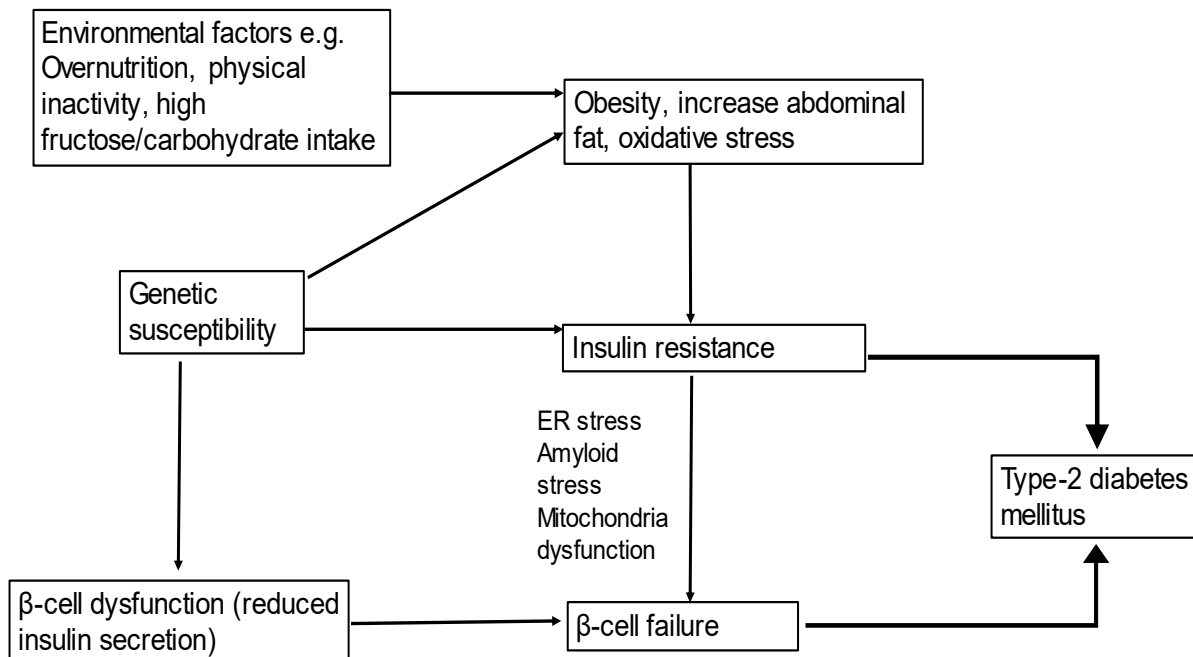 Environmental factors e.g.
Overnutrition, physical
inactivity, high
fructose/carbohydrate intake
Obesity, increase abdominal
fat, oxidative stress
Genetic
susceptibility
Insulin resistance
ER stress
Amyloid
stress
Mitochondria
dysfunction
Type-2 diabetes
mellitus
β-cell dysfunction (reduced
insulin secretion)
β-cell failure